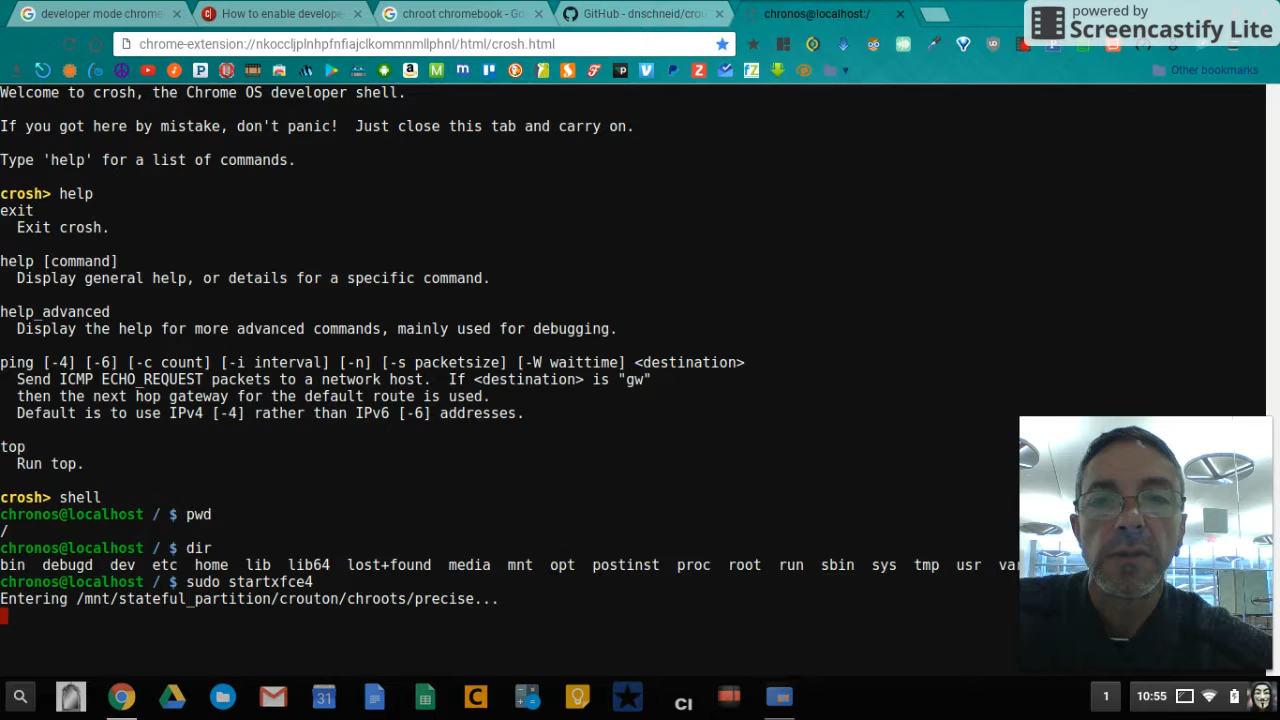 developer mode chrome
How to enable develope
chroot chromebook - Go
GitHub - dnschneid/crou
chronos@localhost:/
powered by
Screencastify Lite
chrome-extension://nkoccljplnhpfnfiajclkommnmllphnl/html/crosh.html
Other bookmarks
Welcome to crosh, the Chrome OS developer shell.
If you got here by mistake, don't panic!  Just close this tab and carry on.
Type 'help' for a list of commands.
crosh> help
exit
Exit crosh.
help [command]
Display general help, or details for a specific command.
help_advanced
Display the help for more advanced commands, mainly used for debugging.
ping [-4] [-6] [-c count] [-i interval] [-n] [-s packetsize] [-W waittime] <destination>
Send ICMP ECHO_REQUEST packets to a network host.  If <destination> is "gw"
then the next hop gateway for the default route is used.
Default is to use IPv4 [-4] rather than IPv6 [-6] addresses.
top
Run top.
crosh> shell
chronos@localhost / $ pwd
/
chronos@localhost / $ dir
bin  debugd  dev  etc  home  lib  lib64  lost+found  media  mnt  opt  postinst  proc  root  run  sbin  sys  tmp  usr  var
chronos@localhost / $ sudo startxfce4
Entering /mnt/stateful_partition/crouton/chroots/precise...
31
C
CI
1
10:55